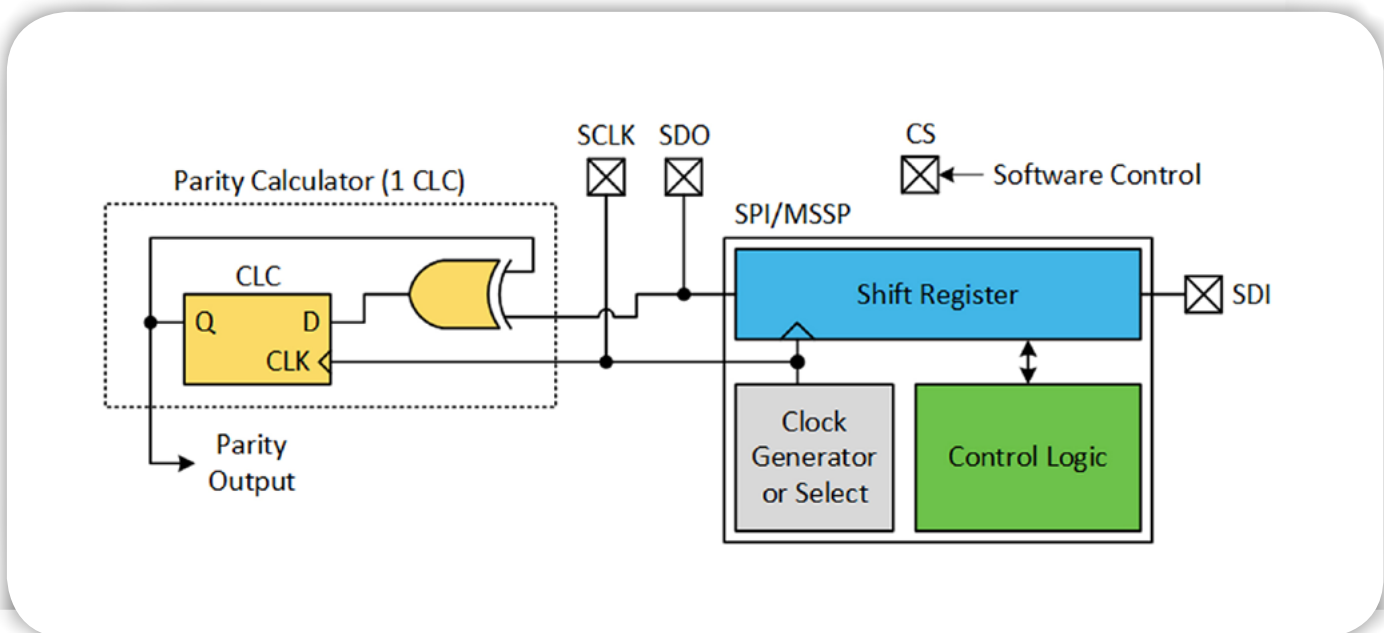 SCLK
SDO
CS
Software Control
Parity Calculator (1 CLC)
SPI/MSSP
CLC
Q
D
CLK
Shift Register
SDI
Clock
Generator
or Select
Control Logic
Parity
Output